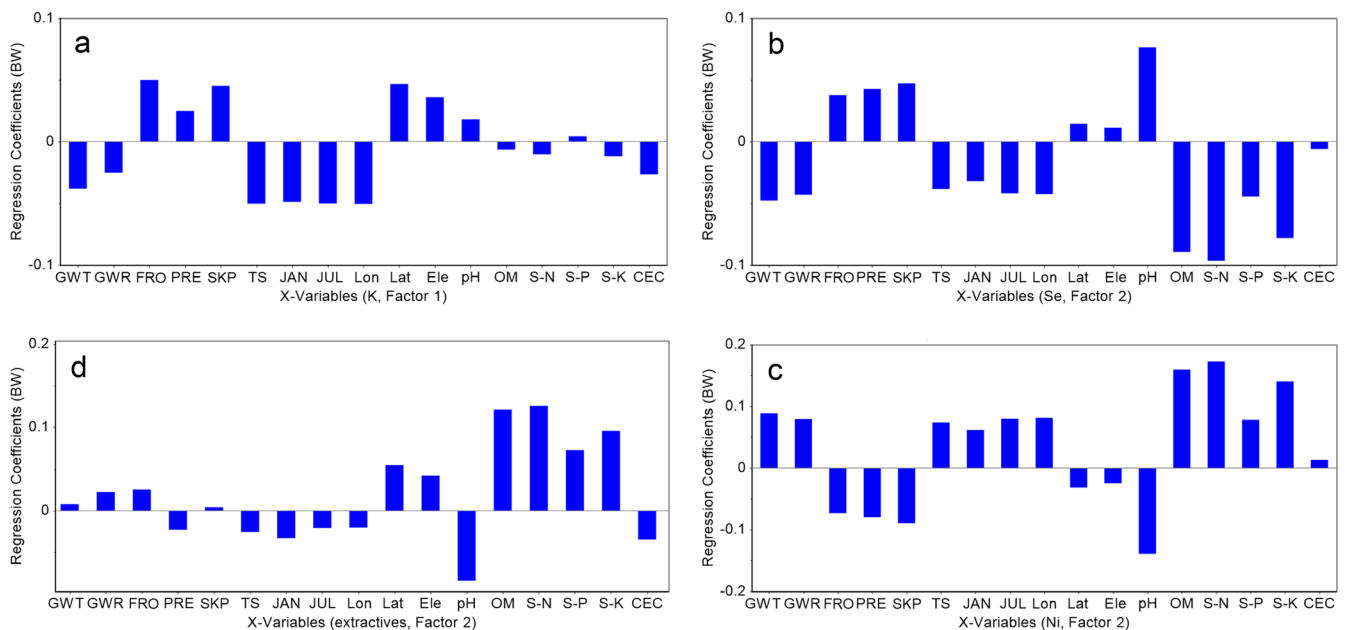 a
0.1
0
-0.1
Regression Coefficients (BW)
GWT GWR FRO PRE SKP TS JAN JUL Lon Lat Ele pH OM S-N S-P S-K CEC
X-Variables (K, Factor 1)
b
0.1
0
-0.1
Regression Coefficients (BW)
GWT GWR FRO PRE SKP TS JAN JUL Lon Lat Ele pH OM S-N S-P S-K CEC
X-Variables (Se, Factor 2)
d
0.2
0.1
0
Regression Coefficients (BW)
GWT GWR FRO PRE SKP TS JAN JUL Lon Lat Ele pH OM S-N S-P S-K CEC
X-Variables (extractives, Factor 2)
c
0.2
0.1
0
-0.1
-0.2
Regression Coefficients (BW)
GWT GWR FRO PRE SKP TS JAN JUL Lon Lat Ele pH OM S-N S-P S-K CEC
X-Variables (Ni, Factor 2)